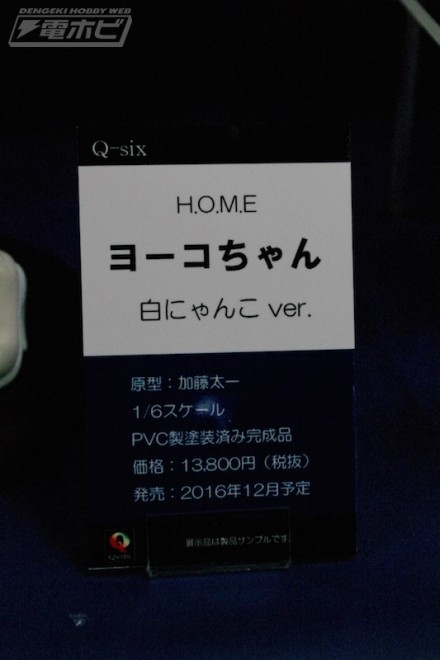 DENGEKI HOBBY WEB
電ホビ
Q-six
H.O.M.E
ヨーコちゃん
白にゃんこ ver.
原型：加藤太一
1/6スケール
PVC製塗装済み完成品
価格：13,800円（税抜）
発売：2016年12月予定
Q-six
展示品は製品サンプルです